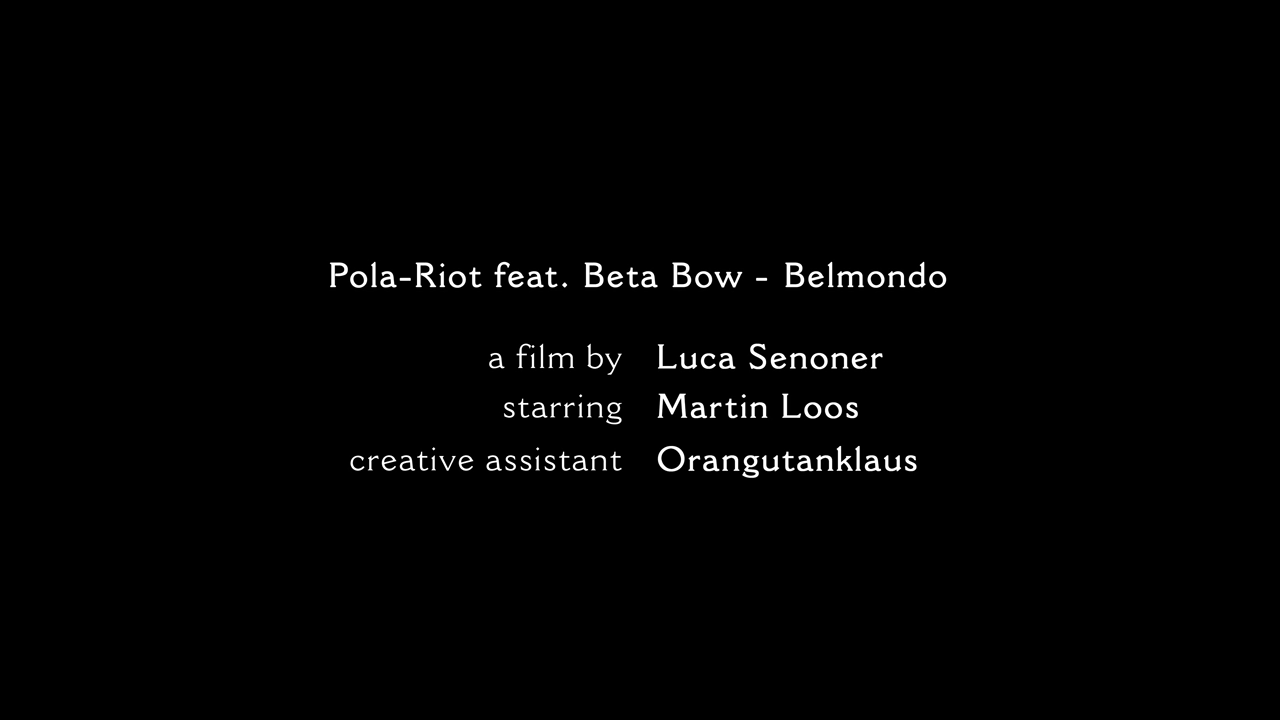 Pola-Riot feat. Beta Bow - Belmondo
a film by Luca Senoner
starring Martin Loos
creative assistant Orangutanklaus